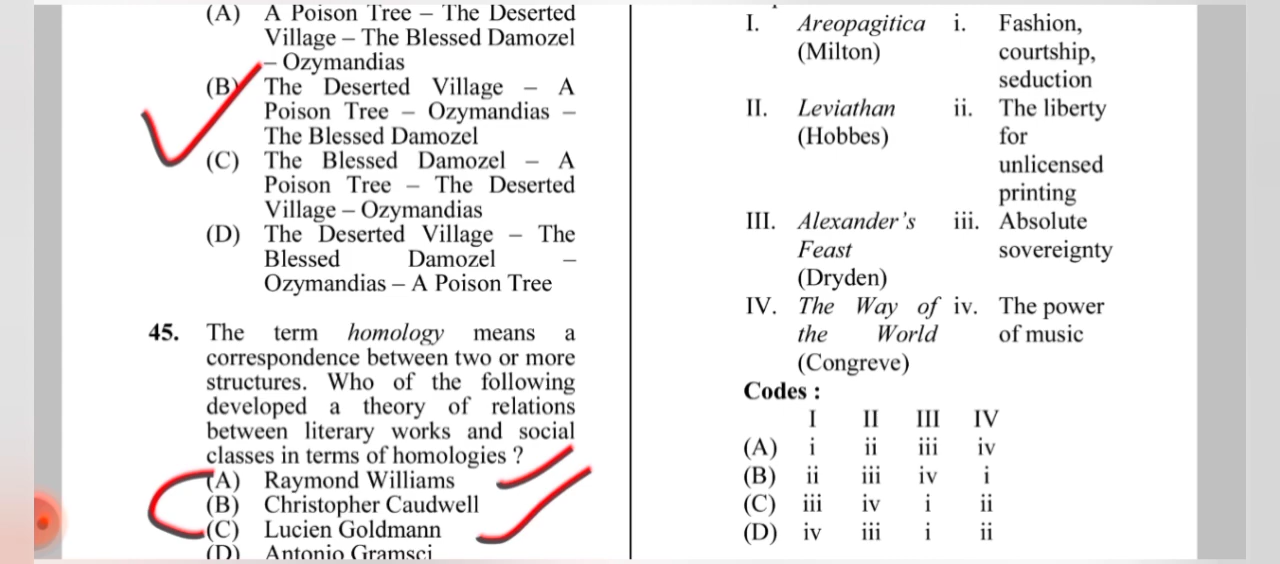 (A) A Poison Tree – The Deserted
Village – The Blessed Damozel
– Ozymandias
(B) The Deserted Village – A
Poison Tree – Ozymandias –
The Blessed Damozel
(C) The Blessed Damozel – A
Poison Tree – The Deserted
Village – Ozymandias
(D) The Deserted Village – The
Blessed Damozel –
Ozymandias – A Poison Tree
45. The term homology means a
correspondence between two or more
structures. Who of the following
developed a theory of relations
between literary works and social
classes in terms of homologies ?
(A) Raymond Williams
(B) Christopher Caudwell
(C) Lucien Goldmann
(D) Antonio Gramsci
I. Areopagitica i. Fashion,
(Milton) courtship,
seduction
II. Leviathan ii. The liberty
(Hobbes) for
unlicensed
printing
III. Alexander's iii. Absolute
Feast sovereignty
(Dryden)
IV. The Way of iv. The power
the World of music
(Congreve)
Codes :
I II III IV
(A) i ii iii iv
(B) ii iii iv i
(C) iii iv i ii
(D) iv iii i ii